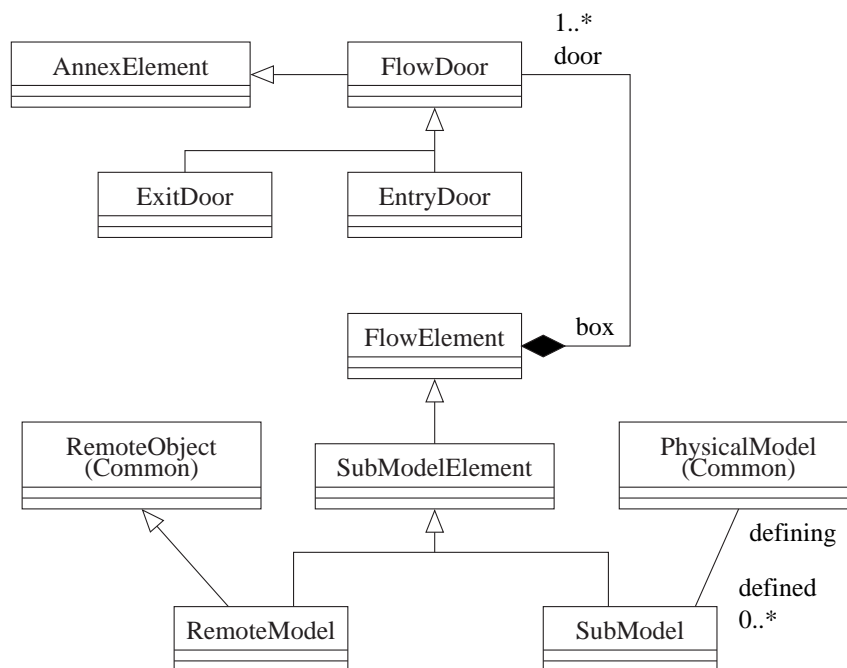 1..*
door
AnnexElement
FlowDoor
ExitDoor
EntryDoor
box
FlowElement
RemoteObject
(Common)
SubModelElement
PhysicalModel
(Common)
defining
defined
0..*
RemoteModel
SubModel